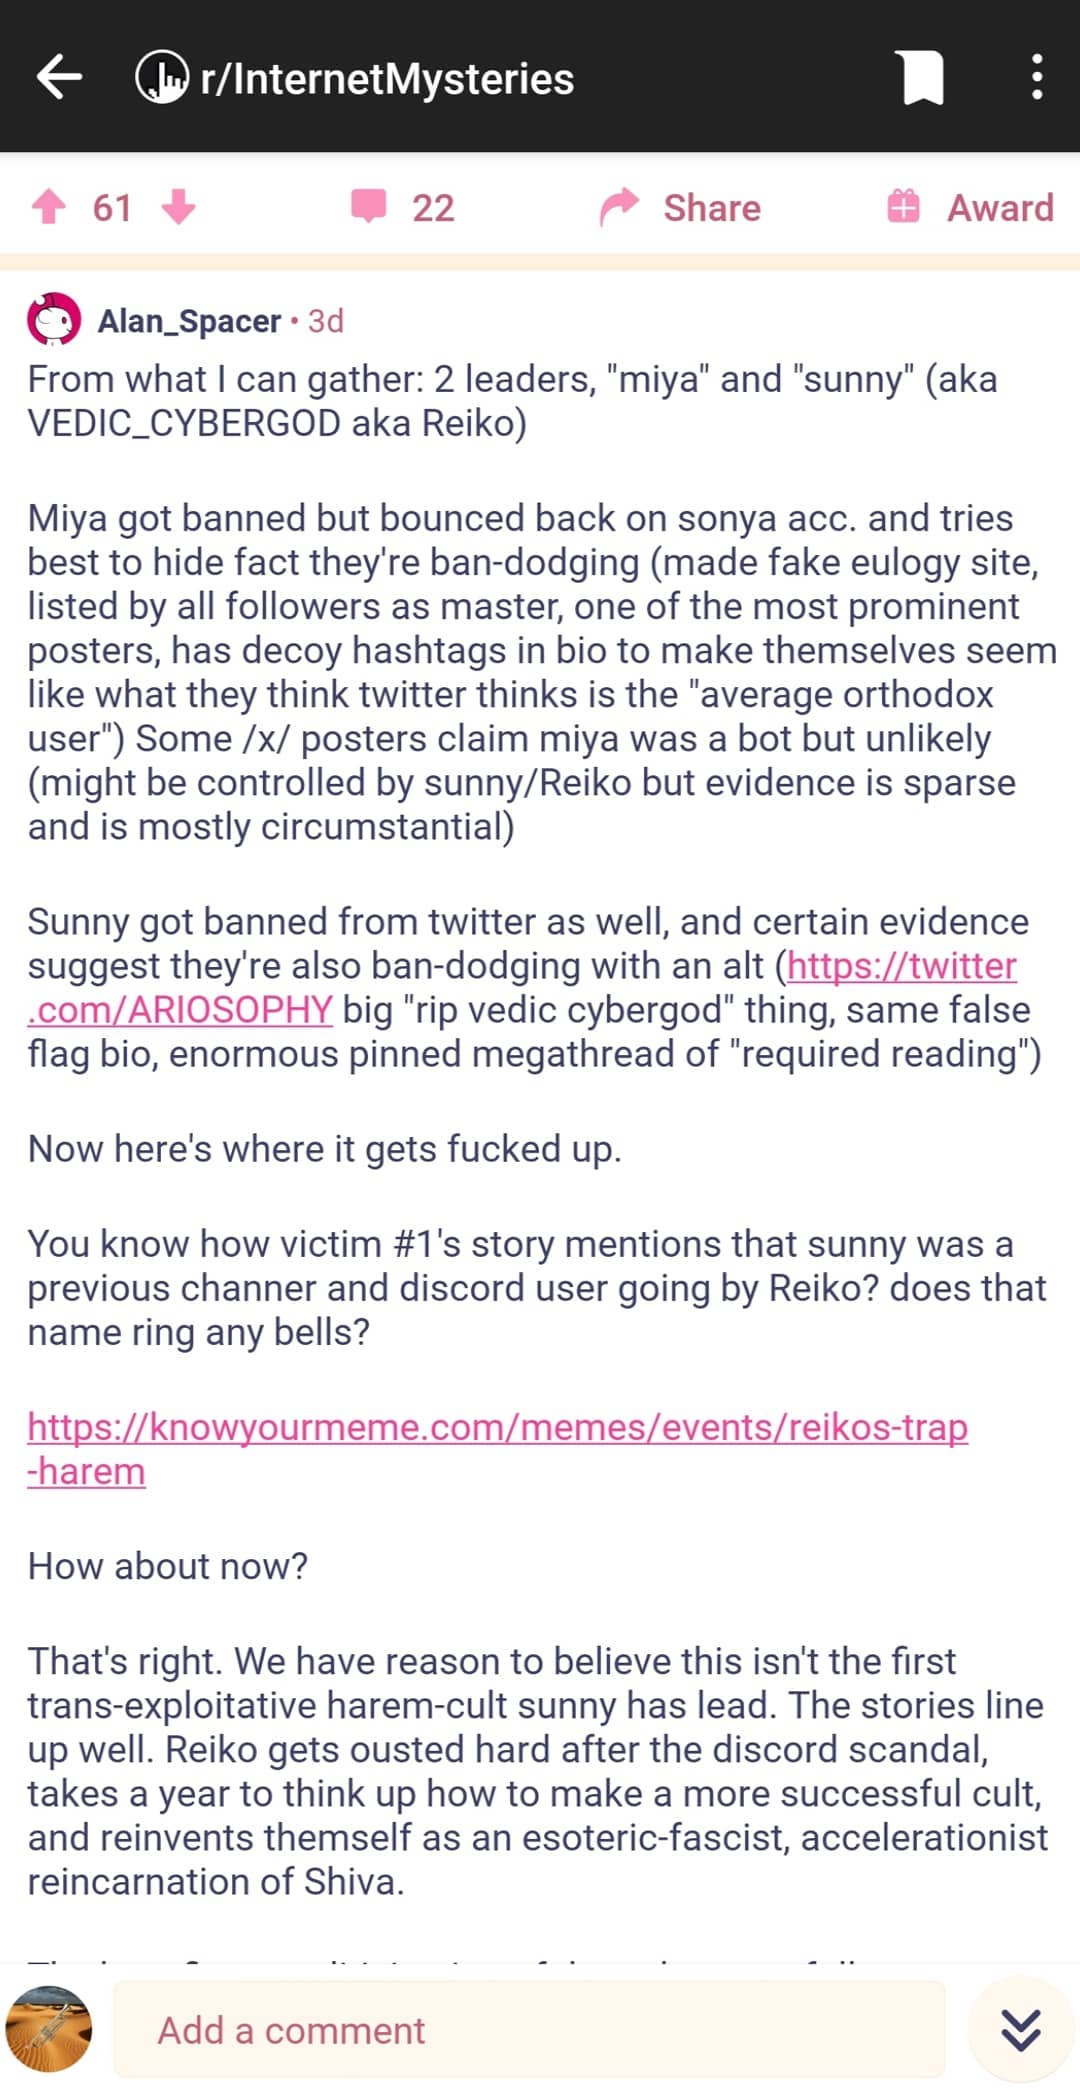 r/InternetMysteries
61
22
Share
Award
Alan_Spacer • 3d
From what I can gather: 2 leaders, "miya" and "sunny" (aka
VEDIC_CYBERGOD aka Reiko)
Miya got banned but bounced back on sonya acc. and tries
best to hide fact they're ban-dodging (made fake eulogy site,
listed by all followers as master, one of the most prominent
posters, has decoy hashtags in bio to make themselves seem
like what they think twitter thinks is the "average orthodox
user") Some /x/ posters claim miya was a bot but unlikely
(might be controlled by sunny/Reiko but evidence is sparse
and is mostly circumstantial)
Sunny got banned from twitter as well, and certain evidence
suggest they're also ban-dodging with an alt (https://twitter
.com/ARIOSOPHY big "rip vedic cybergod" thing, same false
flag bio, enormous pinned megathread of "required reading")
Now here's where it gets fucked up.
You know how victim #1's story mentions that sunny was a
previous channer and discord user going by Reiko? does that
name ring any bells?
https://knowyourmeme.com/memes/events/reikos-trap
-harem
How about now?
That's right. We have reason to believe this isn't the first
trans-exploitative harem-cult sunny has lead. The stories line
up well. Reiko gets ousted hard after the discord scandal,
takes a year to think up how to make a more successful cult,
and reinvents themself as an esoteric-fascist, accelerationist
reincarnation of Shiva.
Add a comment